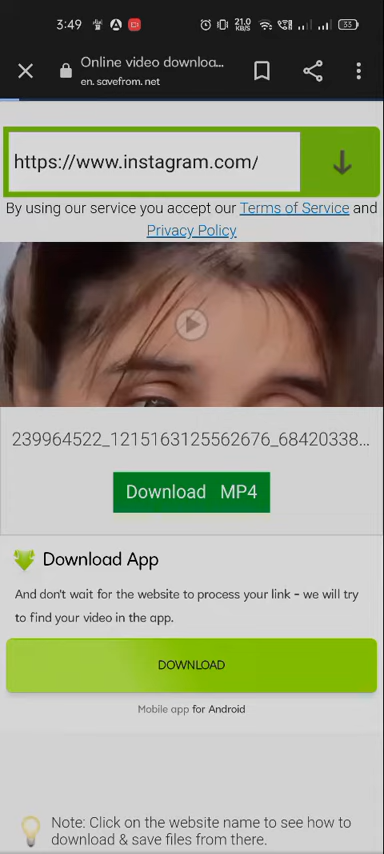 3:49 21.0 KB/S 55
Online video downloa...
en. savefrom. net
https://www.instagram.com/
By using our service you accept our Terms of Service and
Privacy Policy
239964522_1215163125562676_68420338...
Download MP4
Download App
And don't wait for the website to process your link - we will try
to find your video in the app.
DOWNLOAD
Mobile app for Android
Note: Click on the website name to see how to
download & save files from there.